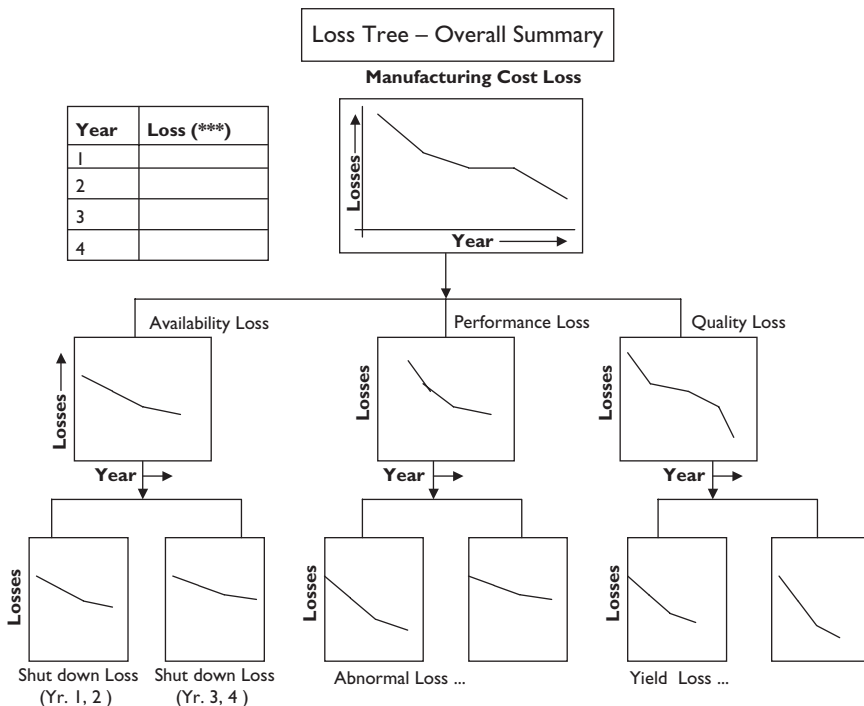 Loss Tree – Overall Summary
Manufacturing Cost Loss
Year Loss (***)
1
2
3
4
Losses
Year
Availability Loss
Performance Loss
Quality Loss
Losses
Losses
Losses
Year
Year
Year
Losses
Losses
Losses
Shut down Loss
(Yr. 1, 2 )
Shut down Loss
(Yr. 3, 4 )
Abnormal Loss ...
Yield Loss ...